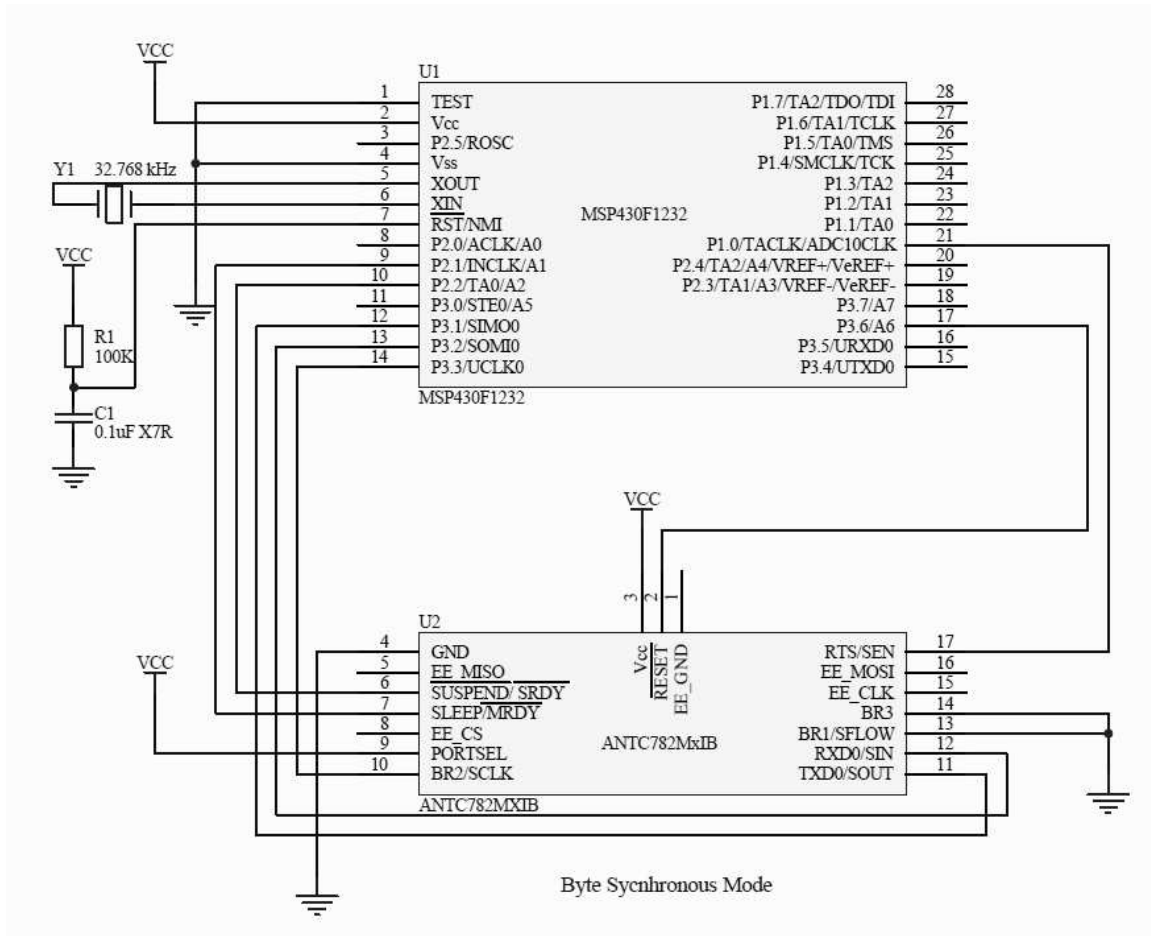 VCC
U1
1 TEST
2 Vcc
3 P2.5/ROSC
4 Vss
5 XOUT
6 XIN
7 RST/NMI
8 P2.0/ACLK/A0
9 P2.1/INCLK/A1
10 P2.2/TA0/A2
11 P3.0/STE0/A5
12 P3.1/SIMO0
13 P3.2/SOMI0
14 P3.3/UCLK0
P1.7/TA2/TDO/TDI 28
P1.6/TA1/TCLK 27
P1.5/TA0/TMS 26
P1.4/SMCLK/TCK 25
P1.3/TA2 24
P1.2/TA1 23
P1.1/TA0 22
P1.0/TACLK/ADC10CLK 21
P2.4/TA2/A4/VREF+/VeREF+ 20
P2.3/TA1/A3/VREF-/VeREF- 19
P3.7/A7 18
P3.6/A6 17
P3.5/URXD0 16
P3.4/UTXD0 15
MSP430F1232
MSP430F1232
Y1 32.768 kHz
VCC
R1
100K
C1
0.1uF X7R
VCC
3 Vcc
2 RESET
1 EE_GND
U2
VCC
4 GND
5 EE_MISO
6 SUSPEND/ SRDY
7 SLEEP/MRDY
8 EE_CS
9 PORTSEL
10 BR2/SCLK
RTS/SEN 17
EE_MOSI 16
EE_CLK 15
BR3 14
BR1/SFLOW 13
RXD0/SIN 12
TXD0/SOUT 11
ANTC782MxIB
ANTC782MXIB
Byte Sycnhronous Mode